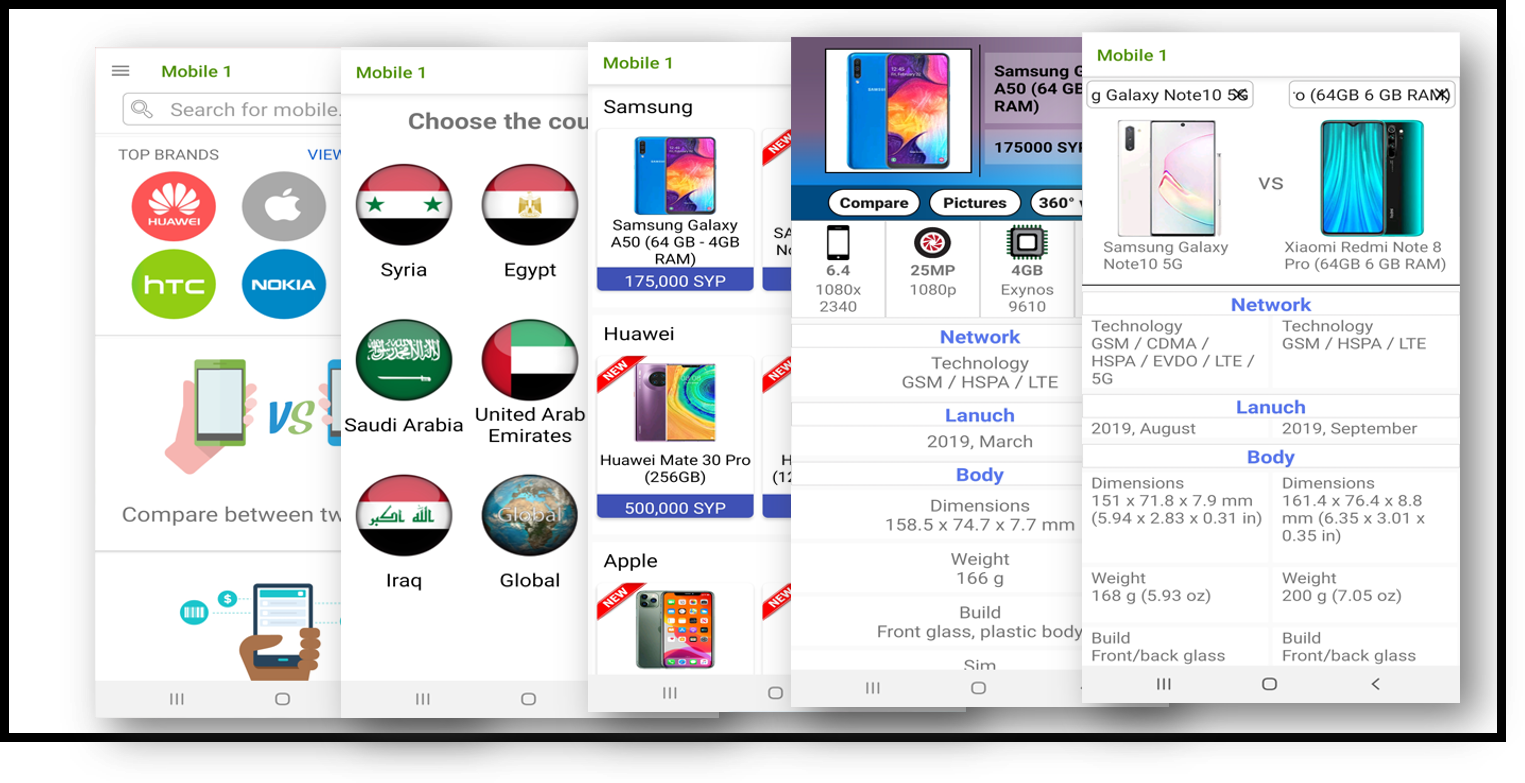 Mobile 1
Search for mobile.
TOP BRANDS
VIEW
HUAWEI
hTC
NOKIA
VS
Compare between tw
$
Mobile 1
Choose the cou
Syria
Egypt
Saudi Arabia
United Arab
Emirates
الله اكبر
Global
Iraq
Global
Mobile 1
Samsung
NEW
Samsung Galaxy
A50 (64 GB - 4GB
RAM)
SA
No
175,000 SYP
Huawei
NEW
NEW
Huawei Mate 30 Pro
(256GB)
H
(12
500,000 SYP
Apple
NEW
NEW
Samsung G
A50 (64 GB
RAM)
175000 SYP
Compare
Pictures
360°
6.4
1080x
2340
25MP
1080p
4GB
Exynos
9610
Network
Technology
GSM / HSPA / LTE
Lanuch
2019, March
Body
Dimensions
158.5 x 74.7 x 7.7 mm
Weight
166 g
Build
Front glass, plastic body
Sim
Mobile 1
g Galaxy Note10 5G
o (64GB 6 GB RAM)
VS
Samsung Galaxy
Note10 5G
Xiaomi Redmi Note 8
Pro (64GB 6 GB RAM)
Network
Technology
GSM / CDMA /
HSPA / EVDO / LTE /
5G
Technology
GSM / HSPA / LTE
Lanuch
2019, August
2019, September
Body
Dimensions
151 x 71.8 x 7.9 mm
(5.94 x 2.83 x 0.31 in)
Dimensions
161.4 x 76.4 x 8.8
mm (6.35 x 3.01 x
0.35 in)
Weight
168 g (5.93 oz)
Weight
200 g (7.05 oz)
Build
Front/back glass
Build
Front/back glass